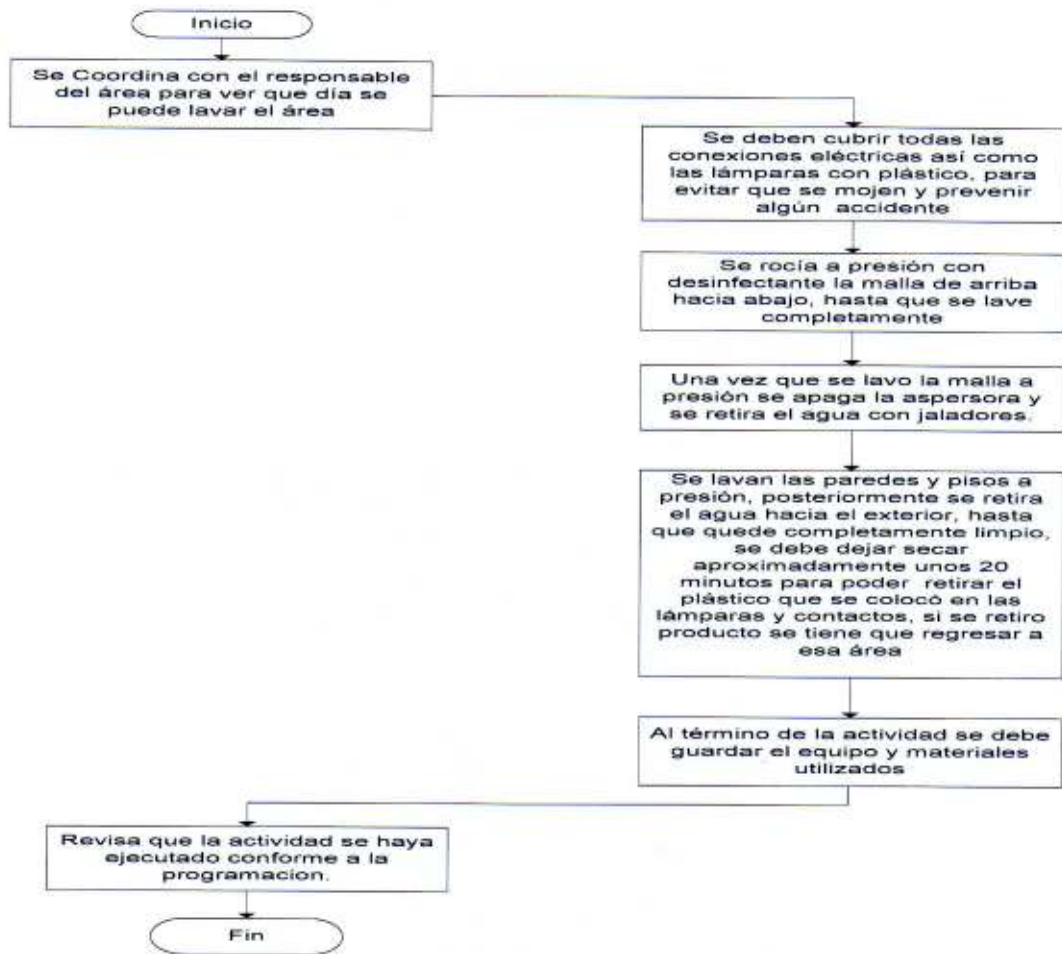 Inicio
Se Coordina con el responsable
del área para ver que día se
puede lavar el área
Se deben cubrir todas las
conexiones eléctricas así como
las lámparas con plástico, para
evitar que se mojen y prevenir
algún accidente
Se rocía a presión con
desinfectante la malla de arriba
hacia abajo, hasta que se lave
completamente
Una vez que se lavo la malla a
presión se apaga la aspersora y
se retira el agua con jaladores.
Se lavan las paredes y pisos a
presión, posteriormente se retira
el agua hacia el exterior, hasta
que quede completamente limpio,
se debe dejar secar
aproximadamente unos 20
minutos para poder retirar el
plástico que se colocó en las
lámparas y contactos, si se retiro
producto se tiene que regresar a
esa área
Al término de la actividad se debe
guardar el equipo y materiales
utilizados
Revisa que la actividad se haya
ejecutado conforme a la
programacion.
Fin